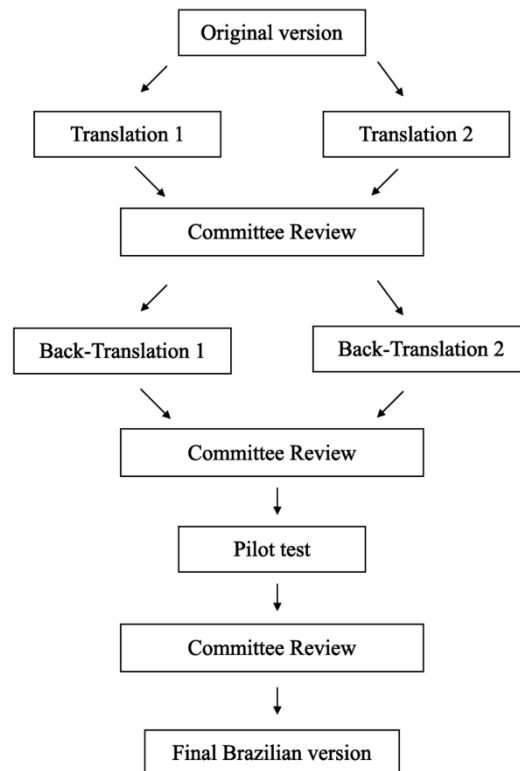 Original version
Translation 1
Translation 2
Committee Review
Back-Translation 1
Back-Translation 2
Committee Review
Pilot test
Committee Review
Final Brazilian version